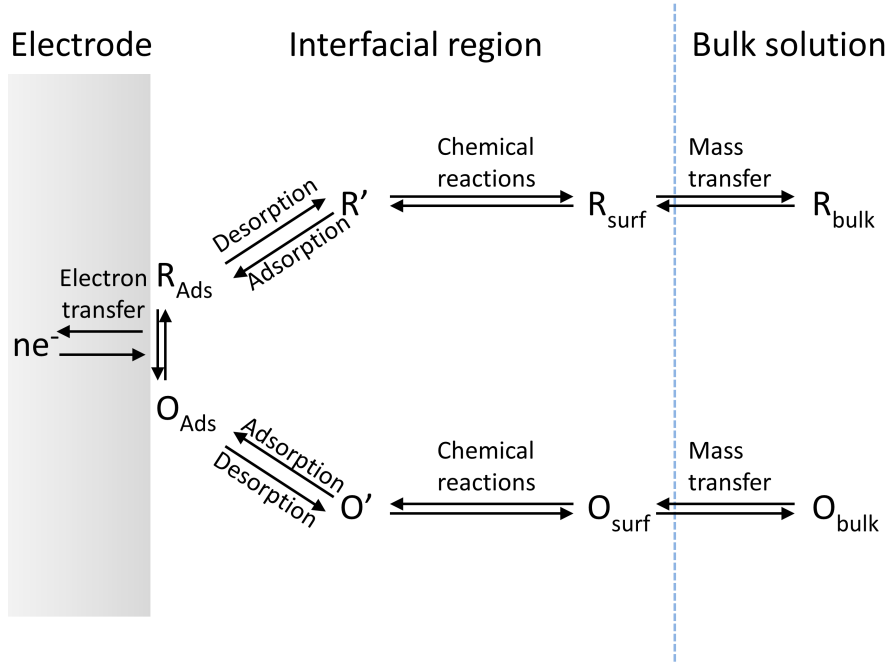 Electrode
Interfacial region
Bulk solution
Chemical
reactions
Mass
transfer
Desorption
R’
Adsorption
R_surf
R_bulk
Electron
transfer
R_Ads
ne⁻
O_Ads
Adsorption
Desorption
O’
Chemical
reactions
O_surf
Mass
transfer
O_bulk